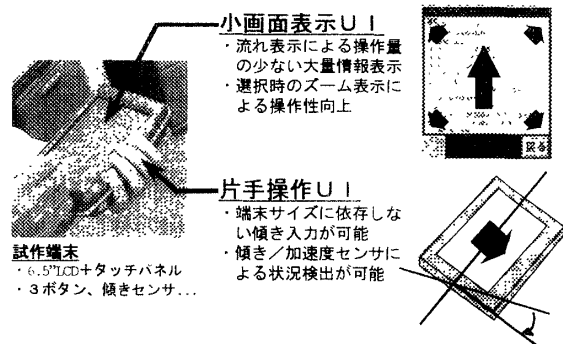 小画面表示ＵＩ
・流れ表示による操作量
の少ない大量情報表示
・選択時のズーム表示に
よる操作性向上
戻る
片手操作ＵＩ
・端末サイズに依存しな
い傾き入力が可能
・傾き／加速度センサに
よる状況検出が可能
試作端末
・6.5"LCD＋タッチパネル
・３ボタン、傾きセンサ...